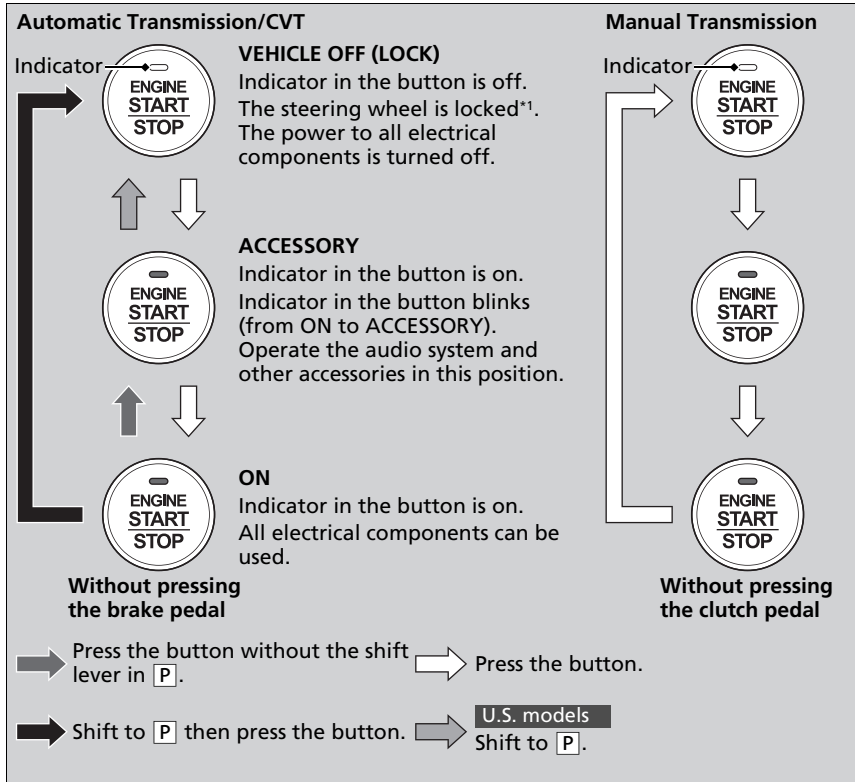 Automatic Transmission/CVT
Manual Transmission
Indicator
ENGINE
START
STOP
VEHICLE OFF (LOCK)
Indicator in the button is off.
The steering wheel is locked*1.
The power to all electrical
components is turned off.
Indicator
ENGINE
START
STOP
ENGINE
START
STOP
ACCESSORY
Indicator in the button is on.
Indicator in the button blinks
(from ON to ACCESSORY).
Operate the audio system and
other accessories in this position.
ENGINE
START
STOP
ENGINE
START
STOP
ON
Indicator in the button is on.
All electrical components can be
used.
ENGINE
START
STOP
Without pressing
the brake pedal
Without pressing
the clutch pedal
Press the button without the shift
lever in P.
Press the button.
Shift to P then press the button.
U.S. models
Shift to P.